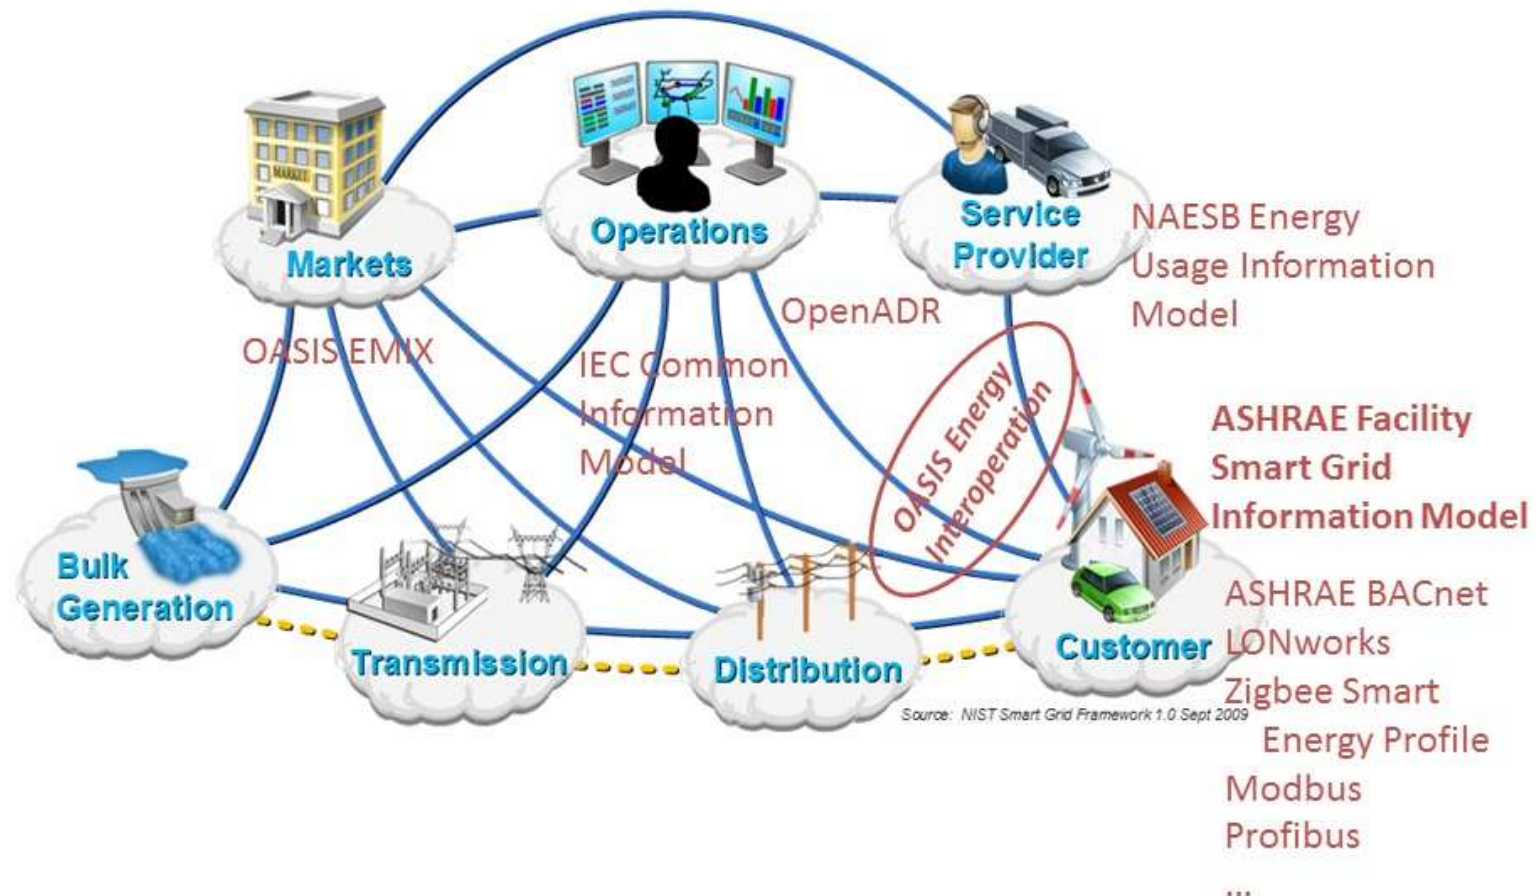 MARKET
Markets
Operations
Service
Provider
NAESB Energy
Usage Information
Model
OASIS EMIX
IEC Common
Information
Model
OpenADR
OASIS Energy
Interoperation
ASHRAE Facility
Smart Grid
Information Model
Bulk
Generation
Transmission
Distribution
Customer
ASHRAE BACnet
LONworks
Zigbee Smart
Energy Profile
Modbus
Profibus
...
Source: NIST Smart Grid Framework 1.0 Sept 2009